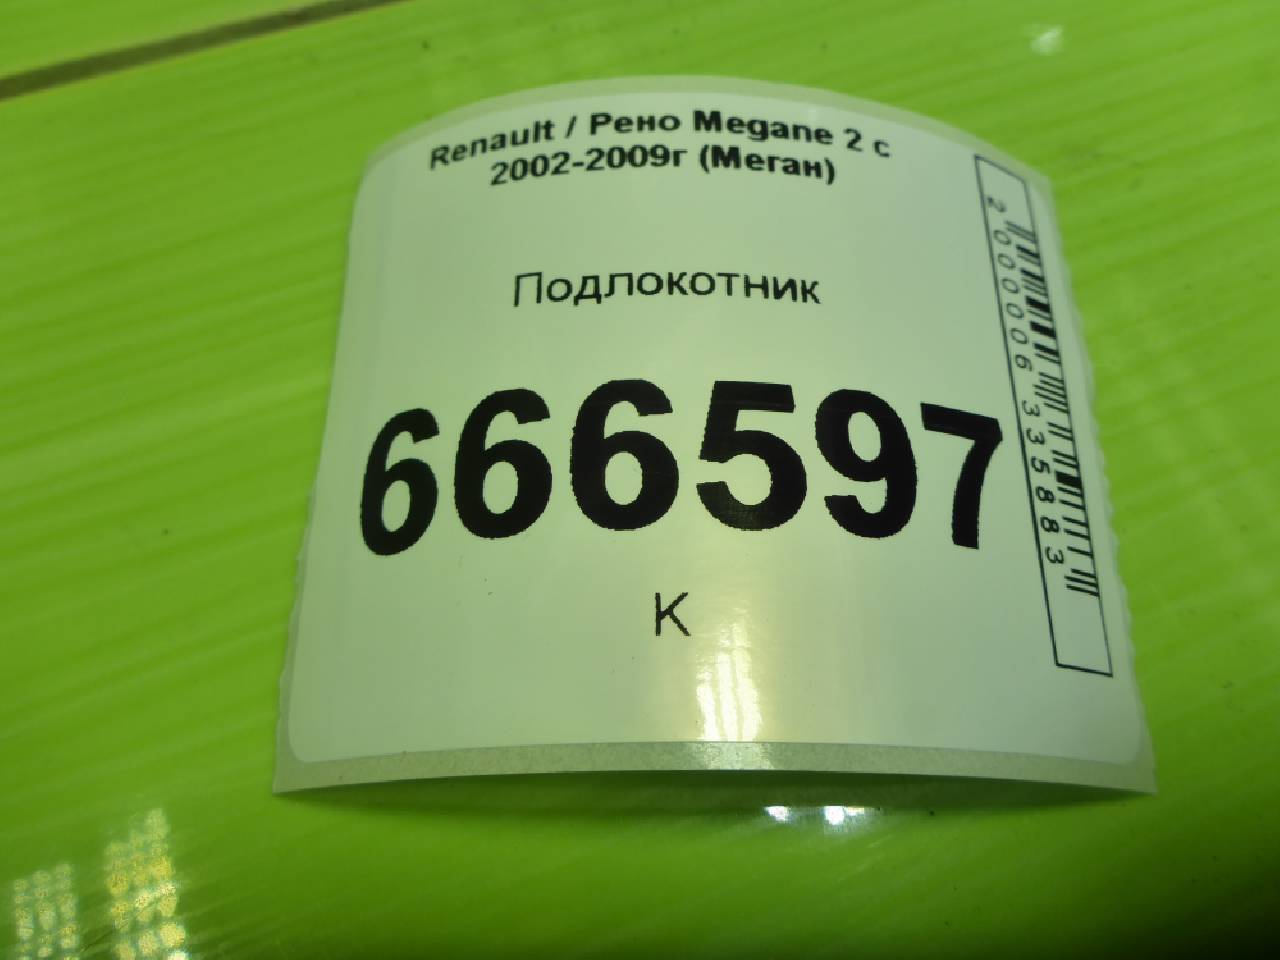 Renault / Рено Megane 2 с
2002-2009г (Меган)
Подлокотник
666597
К
2000006335883